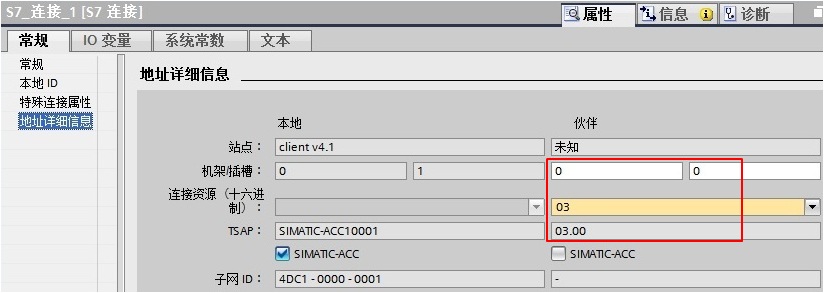 S7_连接_1 [S7 连接]
属性 信息 诊断
常规 IO 变量 系统常数 文本
常规
本地 ID
特殊连接属性
地址详细信息
地址详细信息
本地 伙伴
站点： client v4.1 未知
机架/插槽： 0 1 0 0
连接资源（十六进
制）： 03
TSAP： SIMATIC-ACC10001 03.00
SIMATIC-ACC SIMATIC-ACC
子网 ID： 4DC1 - 0000 - 0001 -